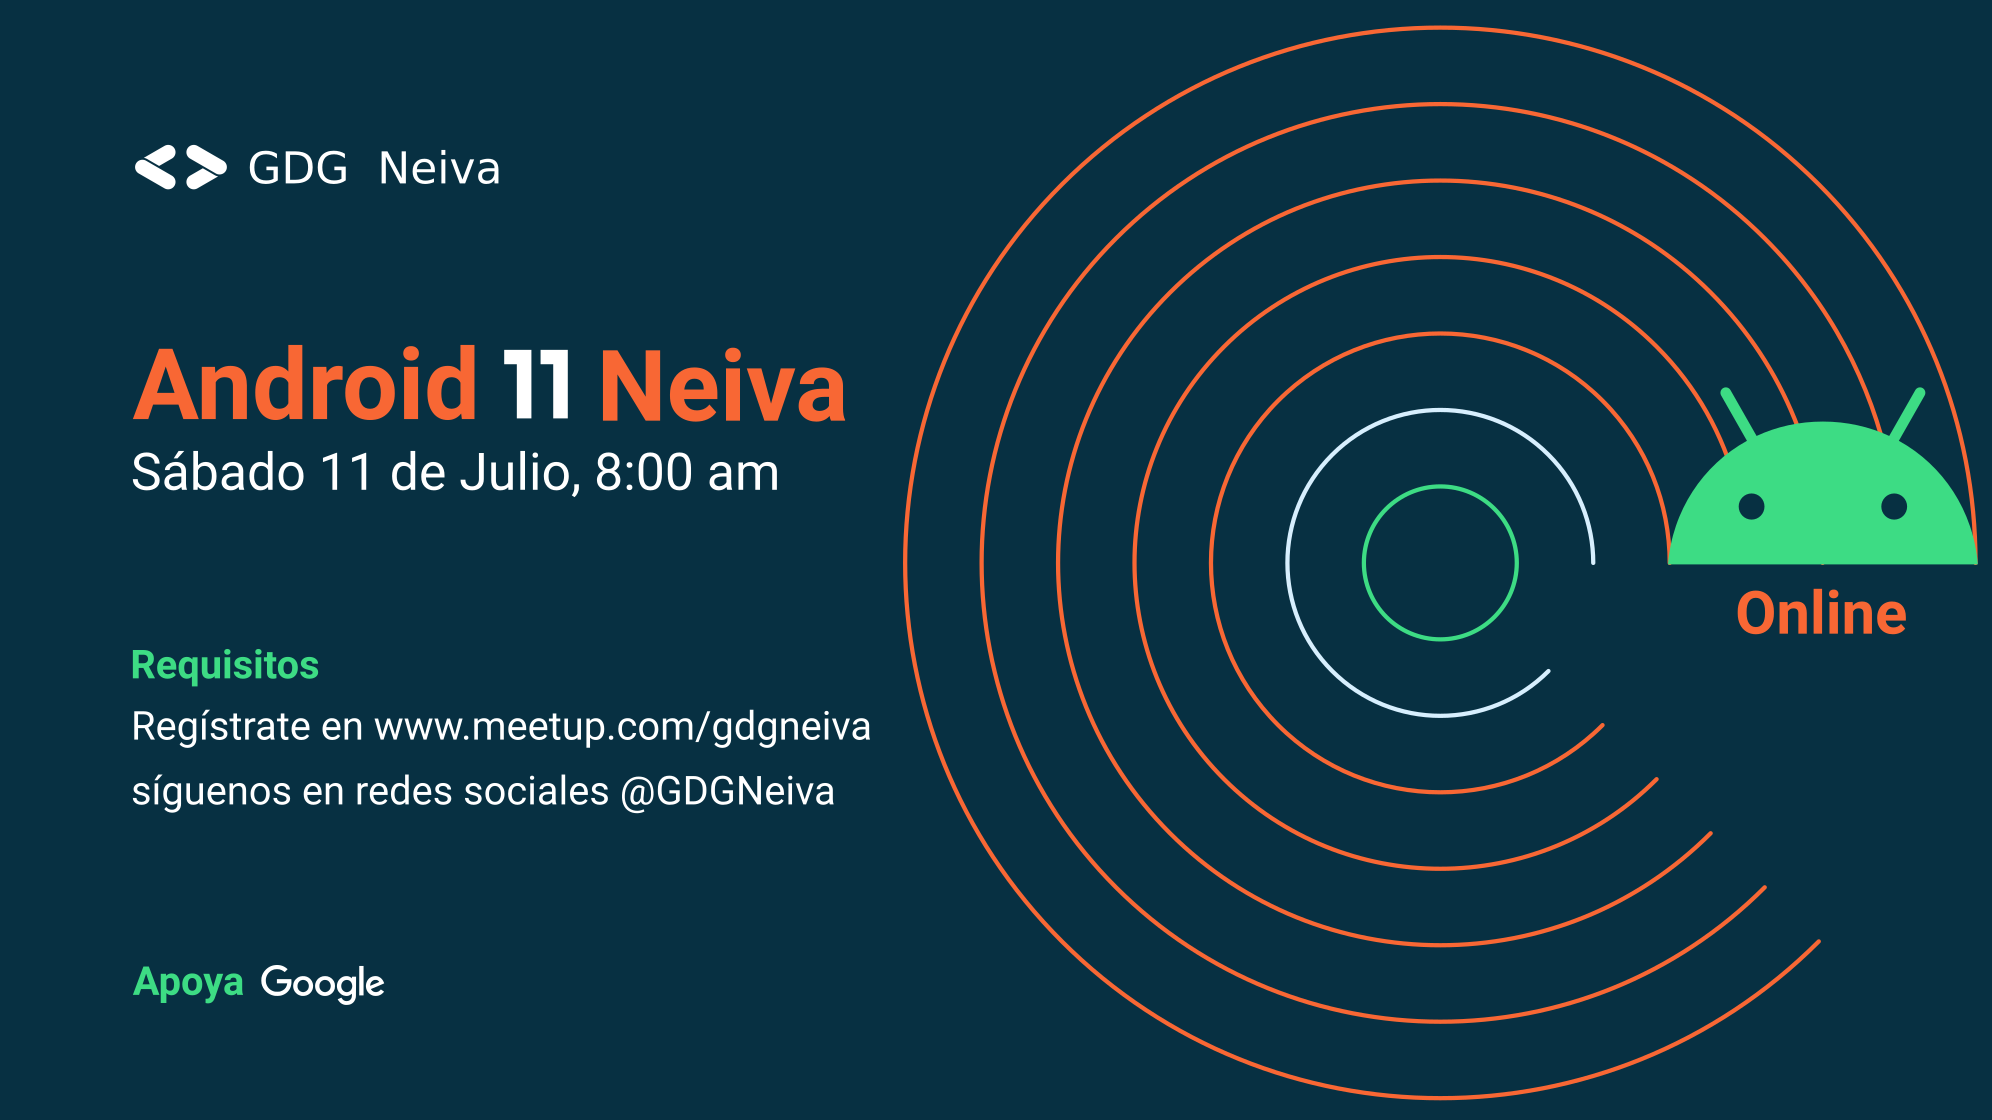 GDG Neiva
Android 11 Neiva
Sábado 11 de Julio, 8:00 am
Online
Requisitos
Regístrate en www.meetup.com/gdgneiva
síguenos en redes sociales @GDGNeiva
Apoya Google